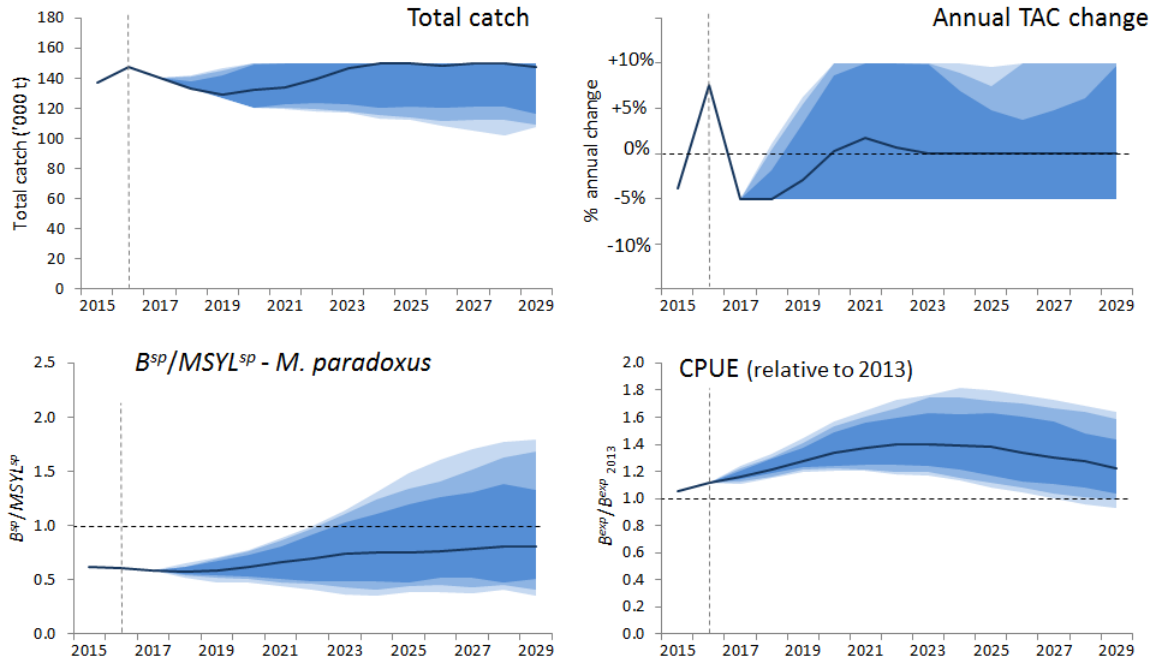 Total catch
Total catch ('000 t)
180
160
140
120
100
80
60
40
20
0
2015 2017 2019 2021 2023 2025 2027 2029
Annual TAC change
% annual change
+10%
+5%
0%
-5%
-10%
2015 2017 2019 2021 2023 2025 2027 2029
B^sp/MSYL^sp - M. paradoxus
B^sp/MSYL^sp
2.5
2.0
1.5
1.0
0.5
0.0
2015 2017 2019 2021 2023 2025 2027 2029
CPUE (relative to 2013)
B^exp/B^exp_2013
2.0
1.8
1.6
1.4
1.2
1.0
0.8
0.6
0.4
0.2
0.0
2015 2017 2019 2021 2023 2025 2027 2029